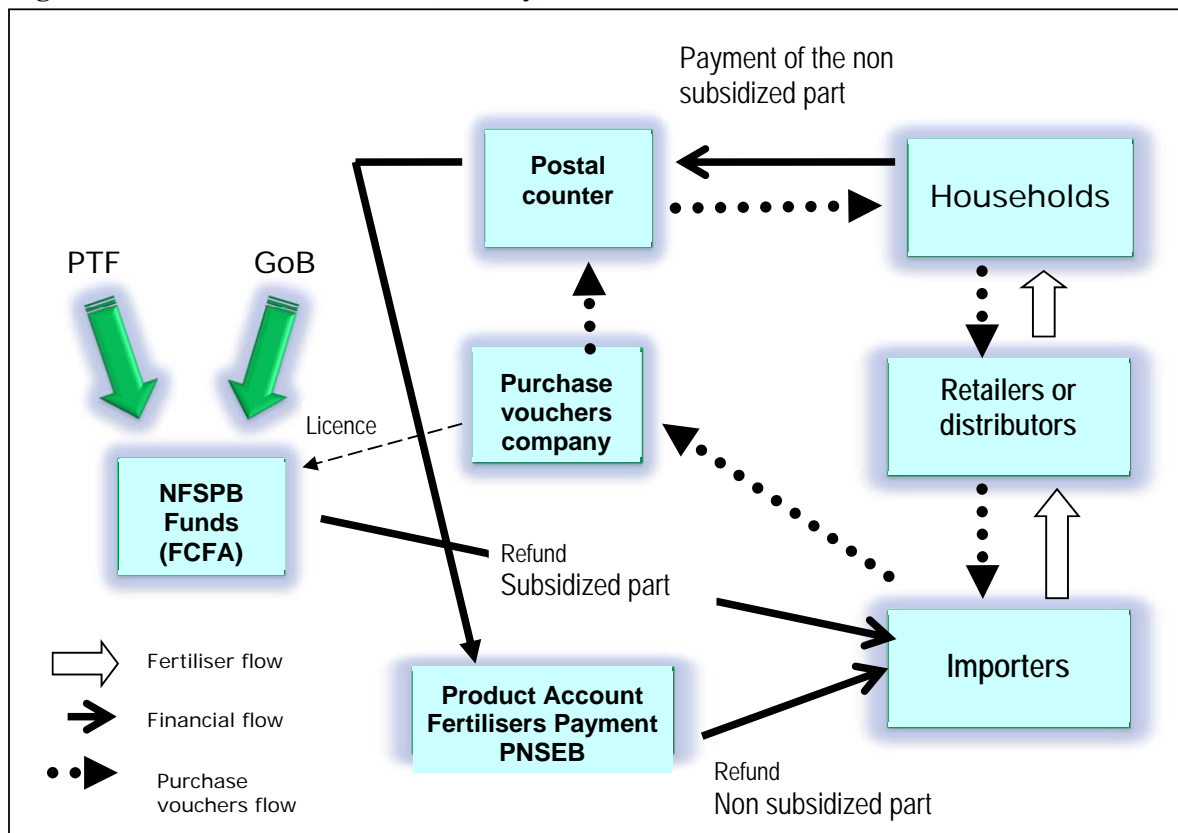 Payment of the non
subsidized part
Postal
counter
Households
PTF
GoB
Purchase
vouchers
company
Retailers or
distributors
Licence
NFSPB
Funds
(FCFA)
Refund
Subsidized part
Importers
Product Account
Fertilisers Payment
PNSEB
Refund
Non subsidized part
Fertiliser flow
Financial flow
Purchase
vouchers flow